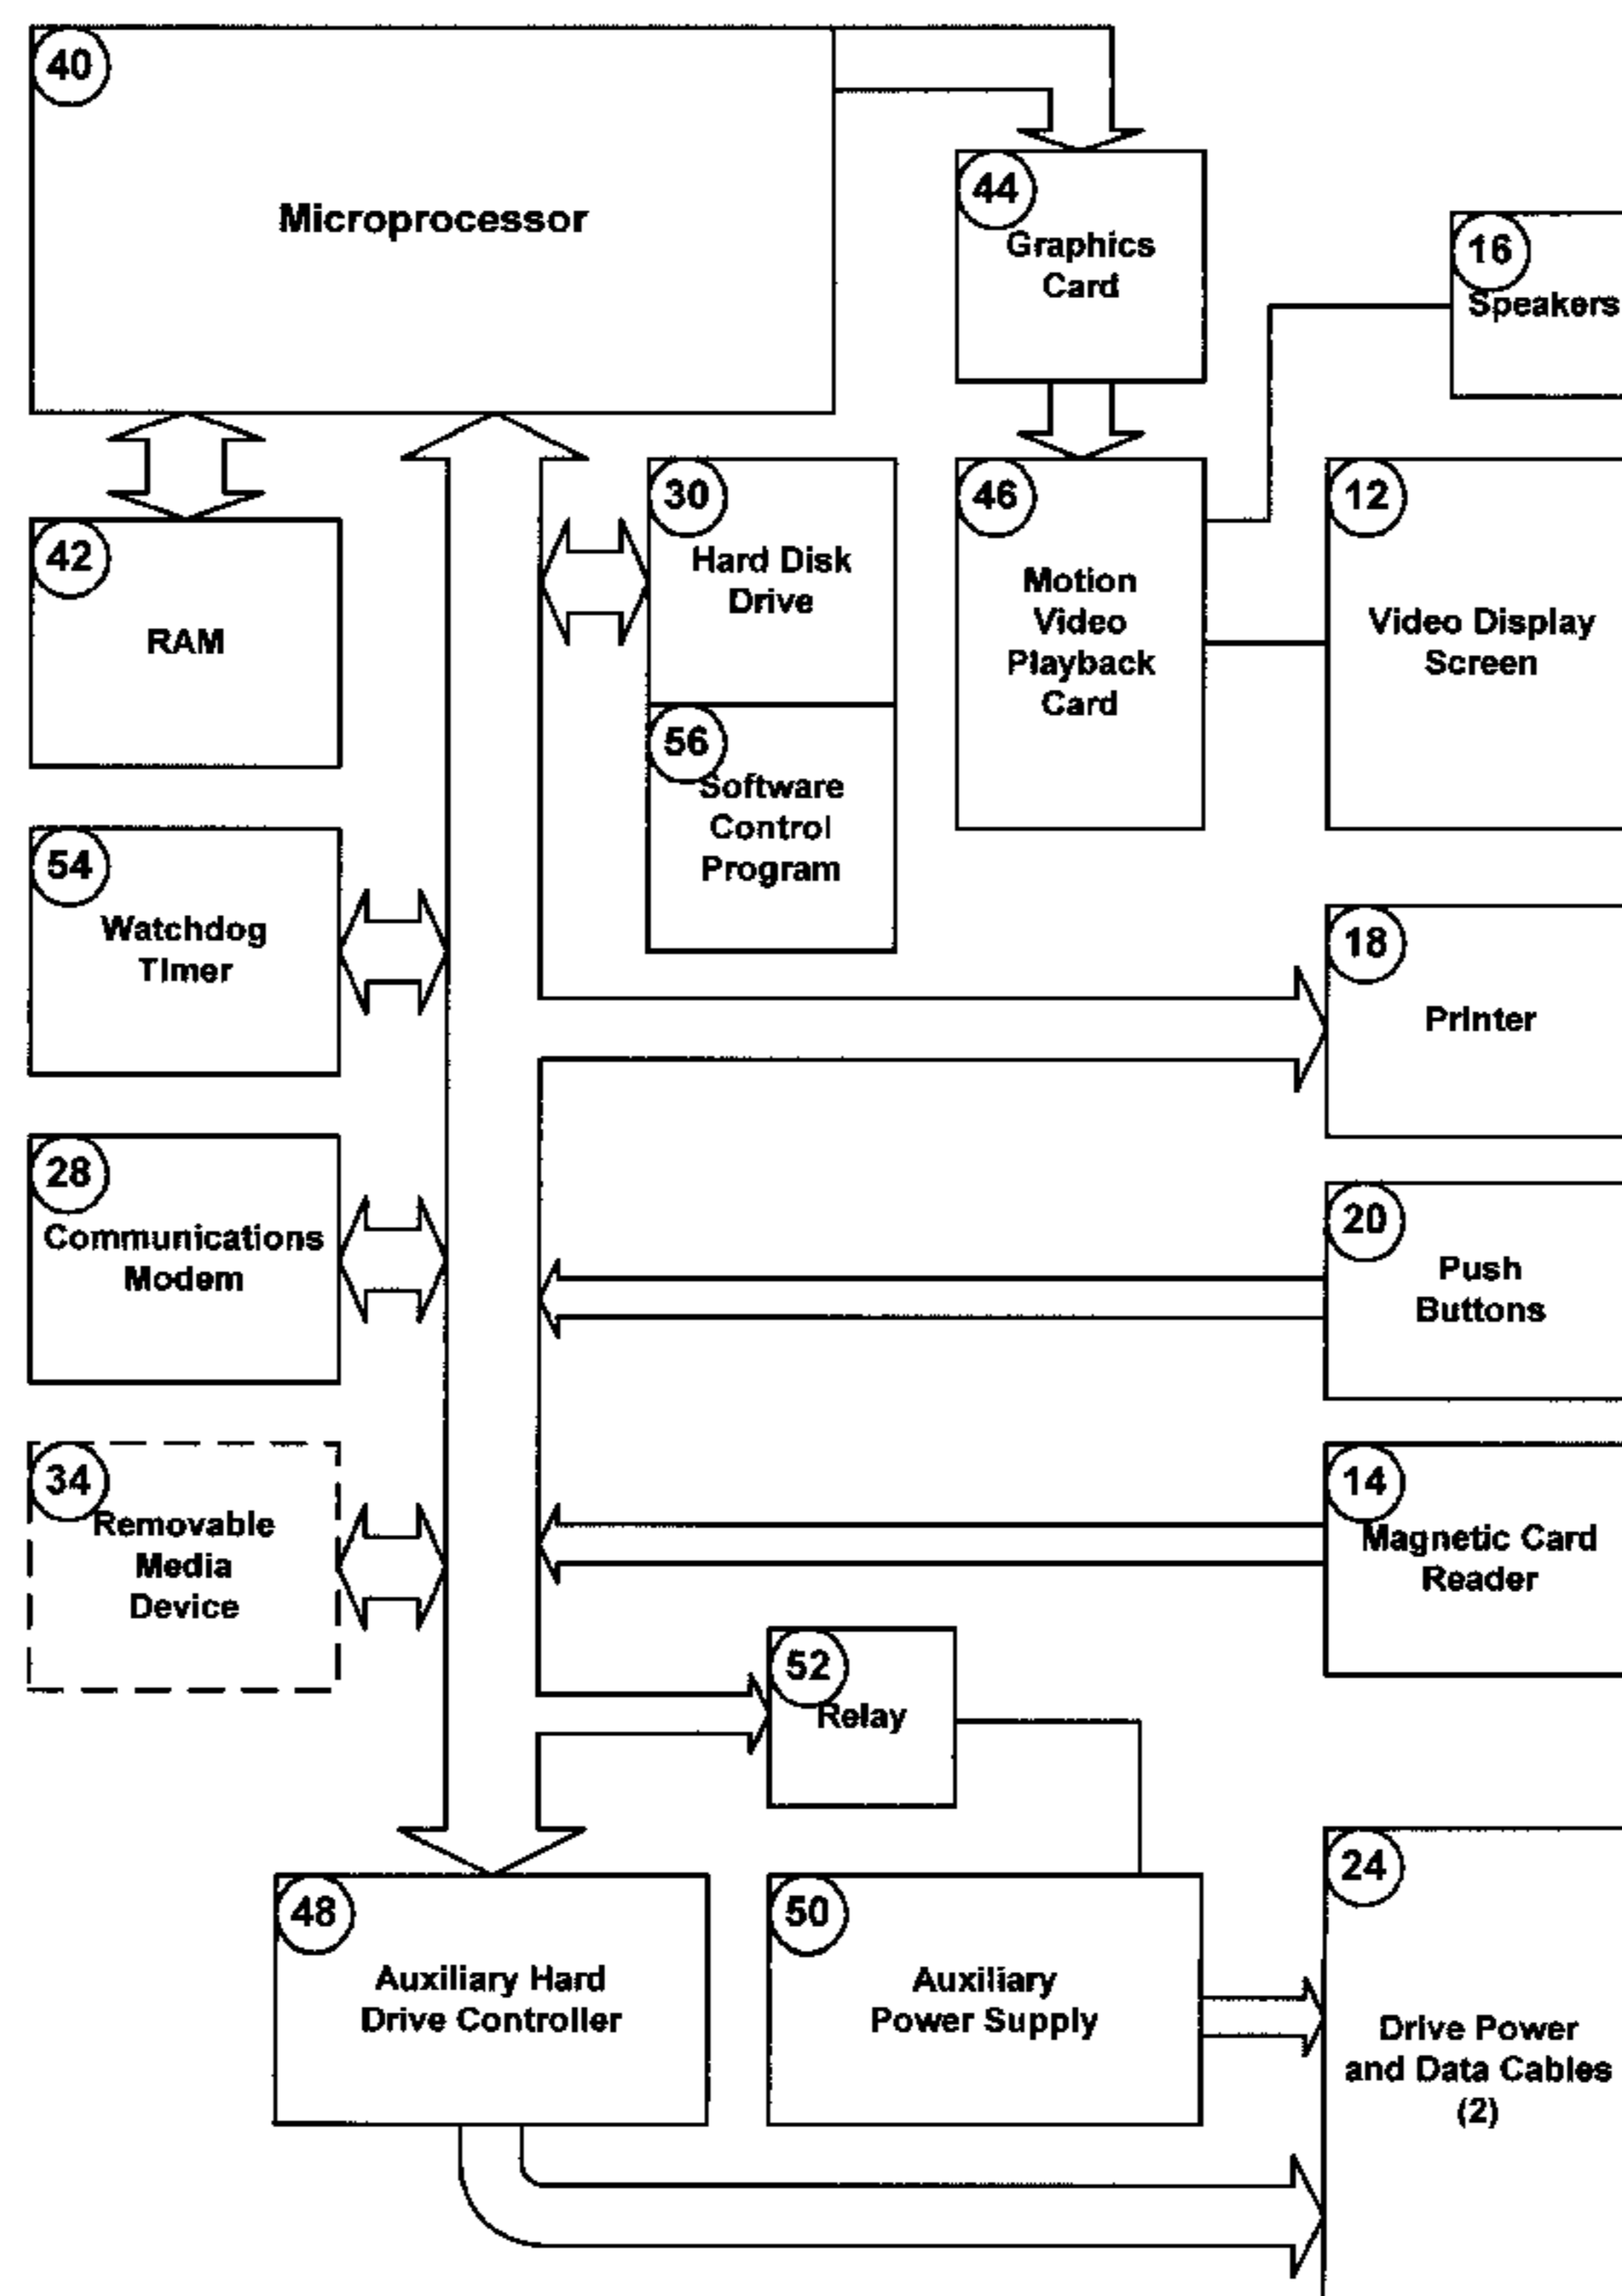 40
Microprocessor
44
Graphics
Card
16
Speakers
42
RAM
30
Hard Disk
Drive
56
Software
Control
Program
46
Motion
Video
Playback
Card
12
Video Display
Screen
54
Watchdog
Timer
18
Printer
28
Communications
Modem
20
Push
Buttons
34
Removable
Media
Device
14
Magnetic Card
Reader
52
Relay
48
Auxiliary Hard
Drive Controller
50
Auxiliary
Power Supply
24
Drive Power
and Data Cables
(2)